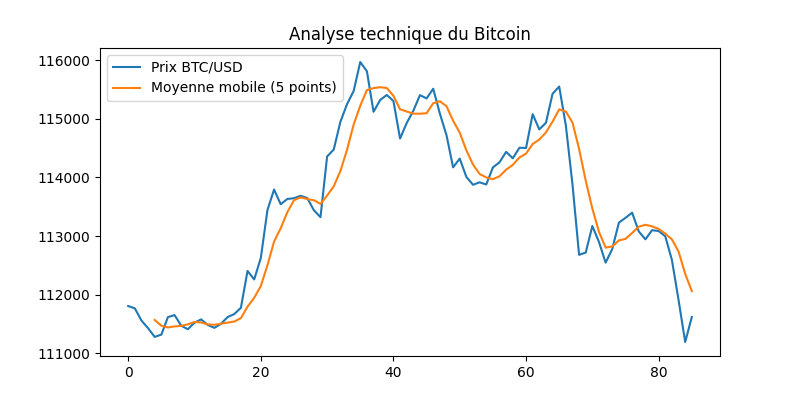 Analyse technique du Bitcoin
Prix BTC/USD
Moyenne mobile (5 points)
116000
115000
114000
113000
112000
111000
0 20 40 60 80